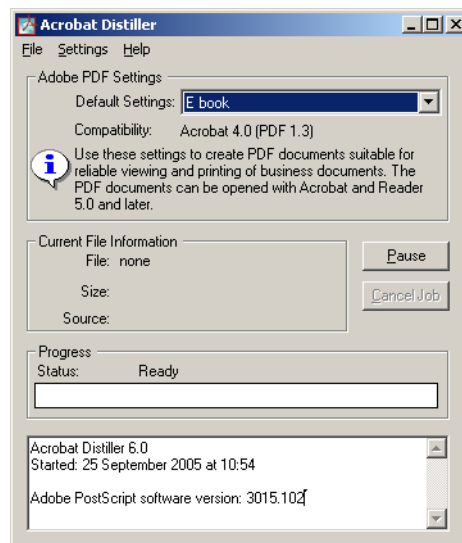 Acrobat Distiller
File Settings Help
Adobe PDF Settings
Default Settings: E book
Compatibility: Acrobat 4.0 (PDF 1.3)
Use these settings to create PDF documents suitable for
reliable viewing and printing of business documents. The
PDF documents can be opened with Acrobat and Reader
5.0 and later.
Current File Information
File: none
Pause
Size:
Cancel Job
Source:
Progress
Status: Ready
Acrobat Distiller 6.0
Started: 25 September 2005 at 10:54
Adobe PostScript software version: 3015.102